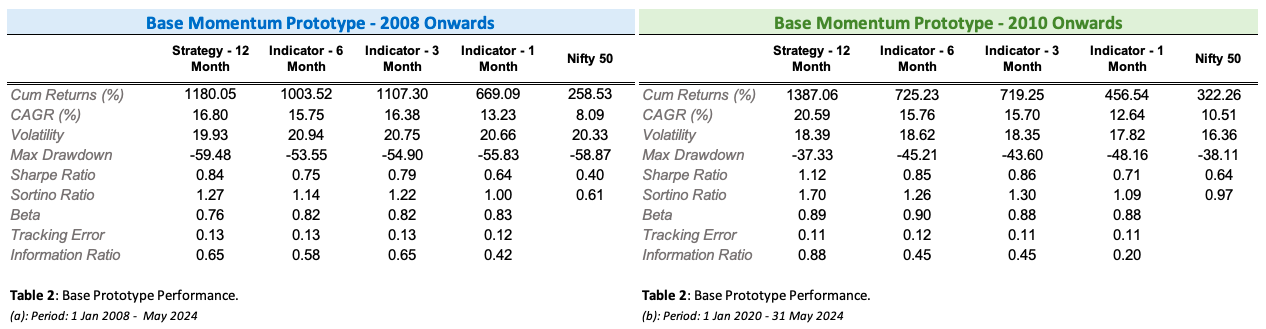 Base Momentum Prototype - 2008 Onwards
Strategy - 12 Month Indicator - 6 Month Indicator - 3 Month Indicator - 1 Month Nifty 50
Cum Returns (%) 1180.05 1003.52 1107.30 669.09 258.53
CAGR (%) 16.80 15.75 16.38 13.23 8.09
Volatility 19.93 20.94 20.75 20.66 20.33
Max Drawdown -59.48 -53.55 -54.90 -55.83 -58.87
Sharpe Ratio 0.84 0.75 0.79 0.64 0.40
Sortino Ratio 1.27 1.14 1.22 1.00 0.61
Beta 0.76 0.82 0.82 0.83
Tracking Error 0.13 0.13 0.13 0.12
Information Ratio 0.65 0.58 0.65 0.42
Table 2: Base Prototype Performance.
(a): Period: 1 Jan 2008 - May 2024
Base Momentum Prototype - 2010 Onwards
Strategy - 12 Month Indicator - 6 Month Indicator - 3 Month Indicator - 1 Month Nifty 50
Cum Returns (%) 1387.06 725.23 719.25 456.54 322.26
CAGR (%) 20.59 15.76 15.70 12.64 10.51
Volatility 18.39 18.62 18.35 17.82 16.36
Max Drawdown -37.33 -45.21 -43.60 -48.16 -38.11
Sharpe Ratio 1.12 0.85 0.86 0.71 0.64
Sortino Ratio 1.70 1.26 1.30 1.09 0.97
Beta 0.89 0.90 0.88 0.88
Tracking Error 0.11 0.12 0.11 0.11
Information Ratio 0.88 0.45 0.45 0.20
Table 2: Base Prototype Performance.
(b): Period: 1 Jan 2020 - 31 May 2024